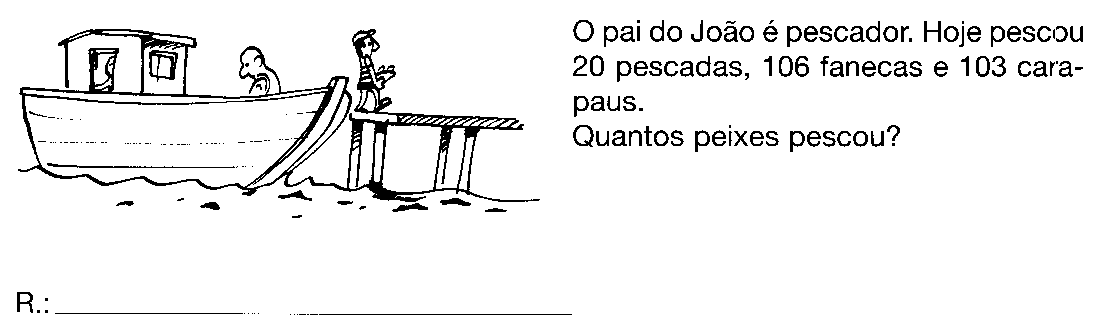 O pai do João é pescador. Hoje pescou
20 pescadas, 106 fanecas e 103 cara-
paus.
Quantos peixes pescou?
R.: